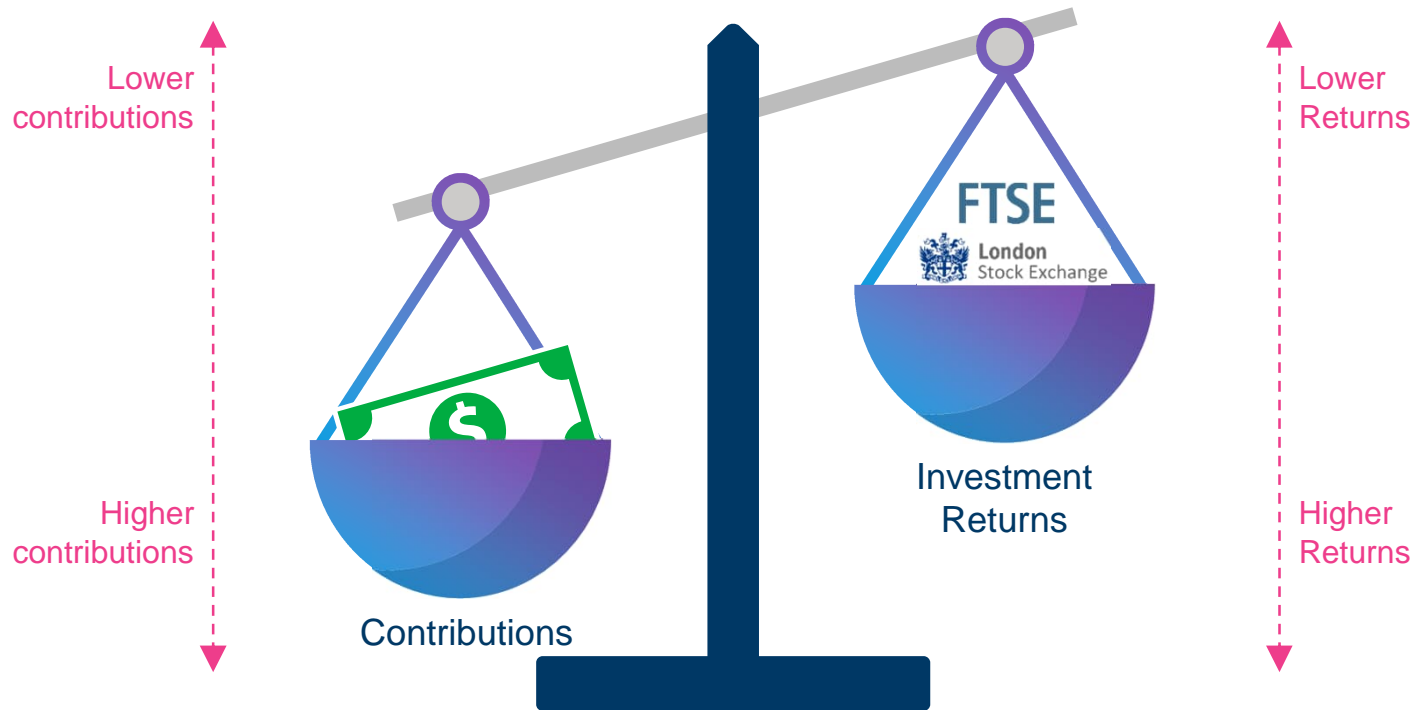 Lower
contributions
Higher
contributions
$
Contributions
FTSE
London
Stock Exchange
Investment
Returns
Lower
Returns
Higher
Returns